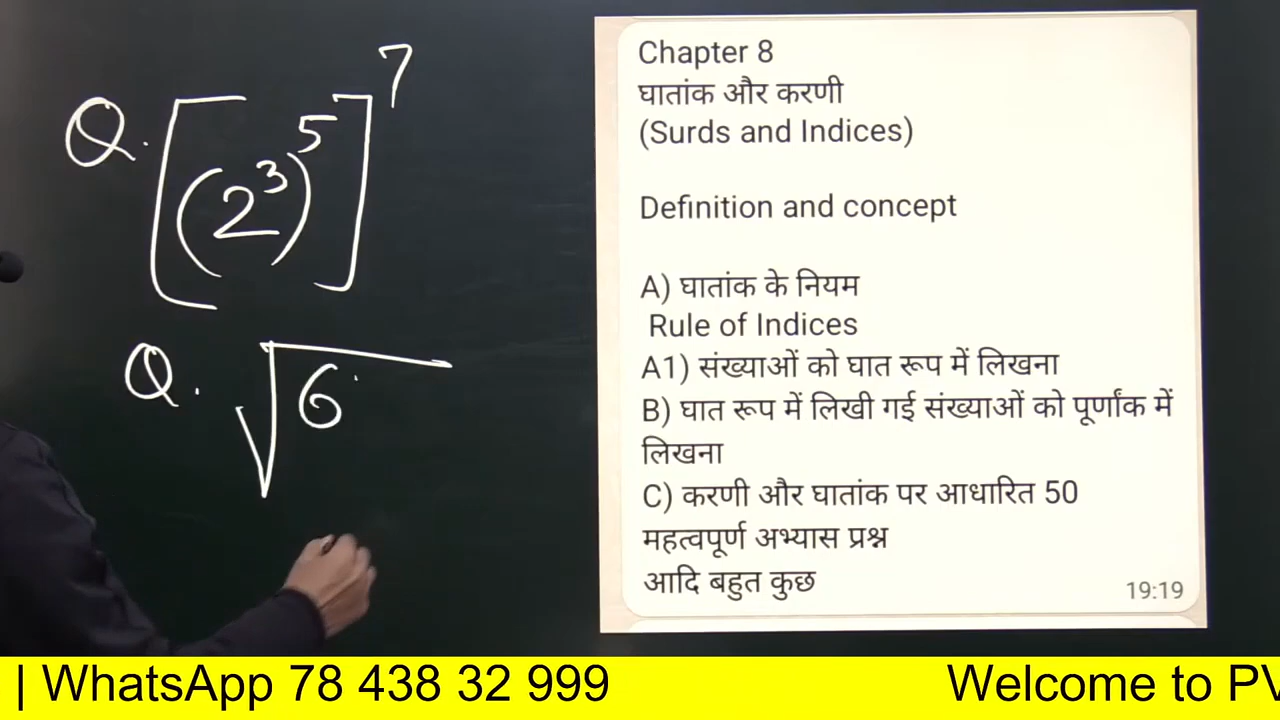 Q. [(2³)⁵]⁷
Q. √6
Chapter 8
घातांक और करणी
(Surds and Indices)
Definition and concept
A) घातांक के नियम
Rule of Indices
A1) संख्याओं को घात रूप में लिखना
B) घात रूप में लिखी गई संख्याओं को पूर्णांक में
लिखना
C) करणी और घातांक पर आधारित 50
महत्वपूर्ण अभ्यास प्रश्न
आदि बहुत कुछ
19:19
| WhatsApp 78 438 32 999 Welcome to PV